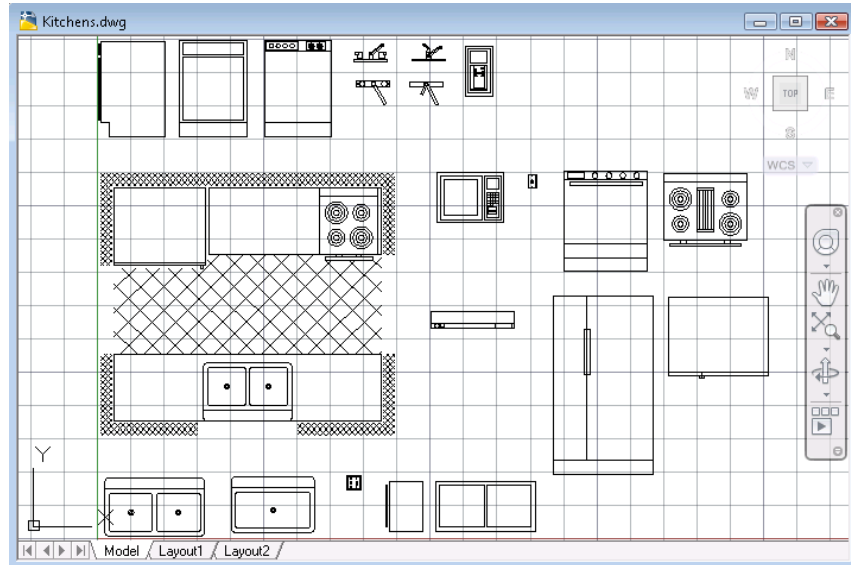 Kitchens.dwg
N
W TOP E
S
WCS
Y
X
Model Layout1 Layout2